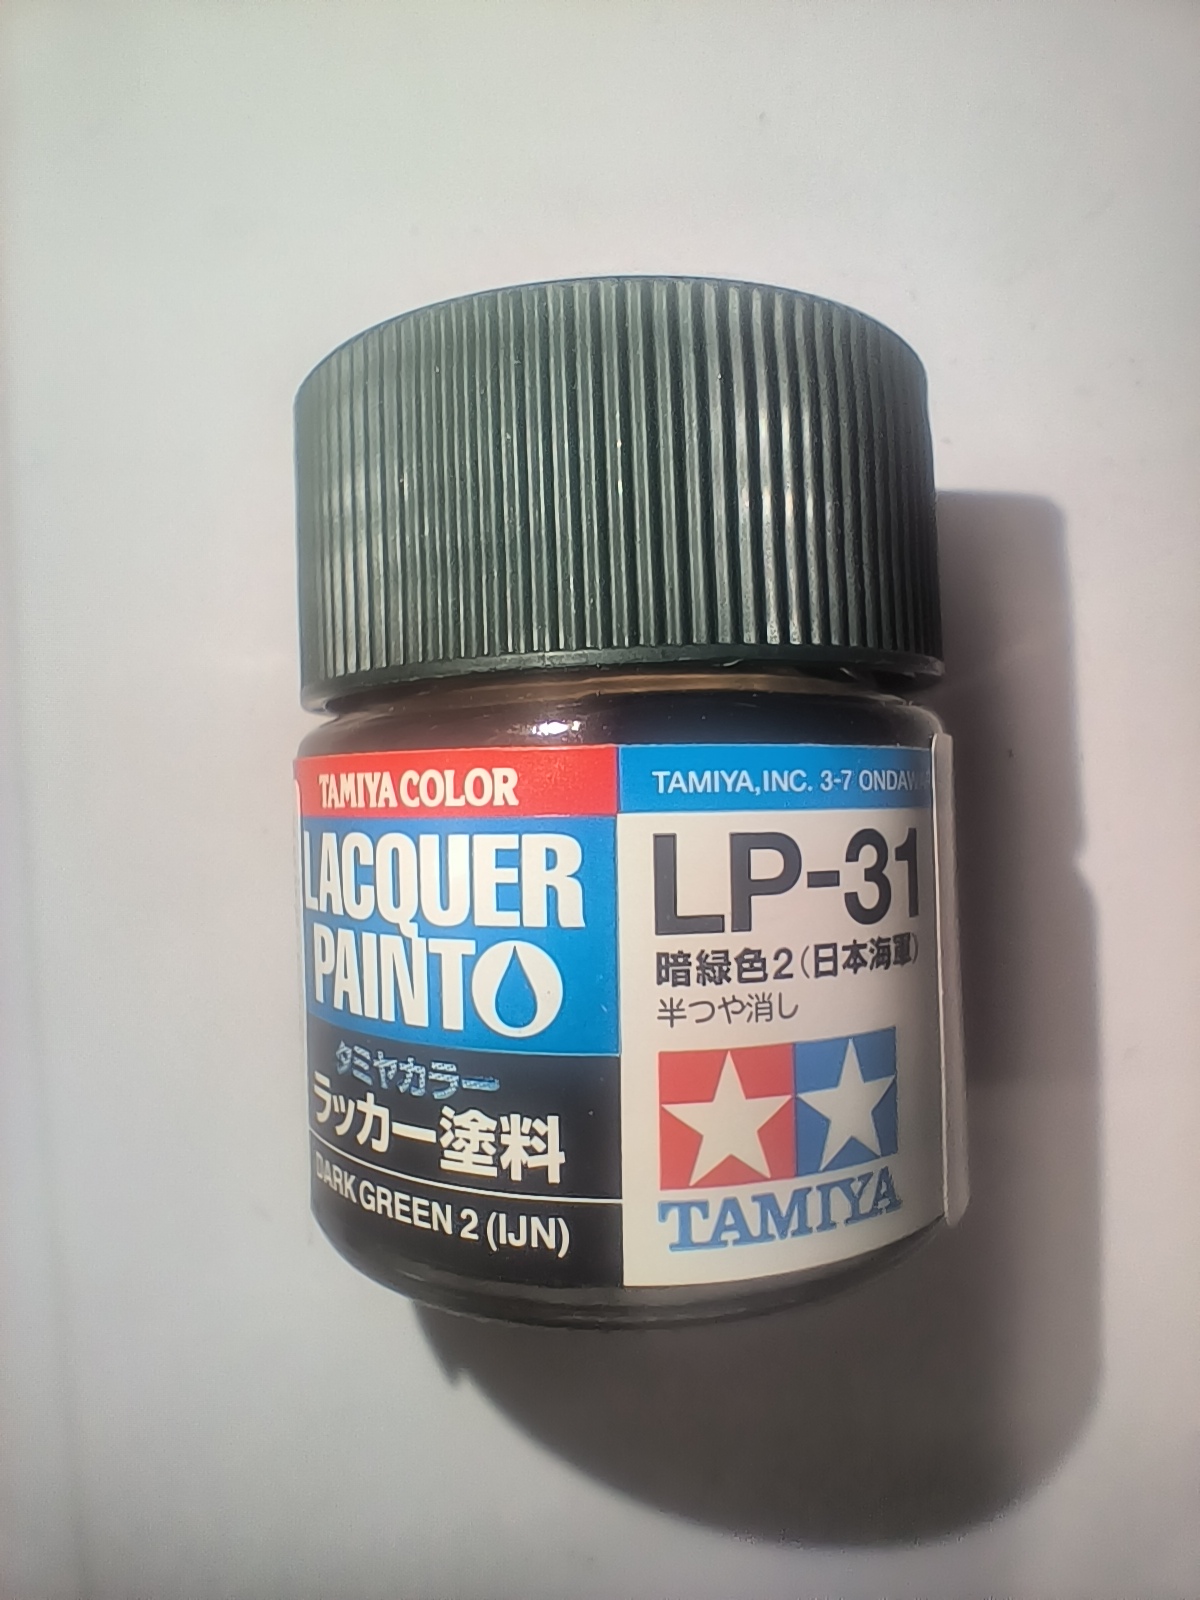 TAMIYA COLOR
LACQUER
PAINT
タミヤカラー
ラッカー塗料
DARK GREEN 2 (IJN)
TAMIYA, INC. 3-7
LP-31
暗緑色2(日本海軍)
半つや消し
TAMIYA